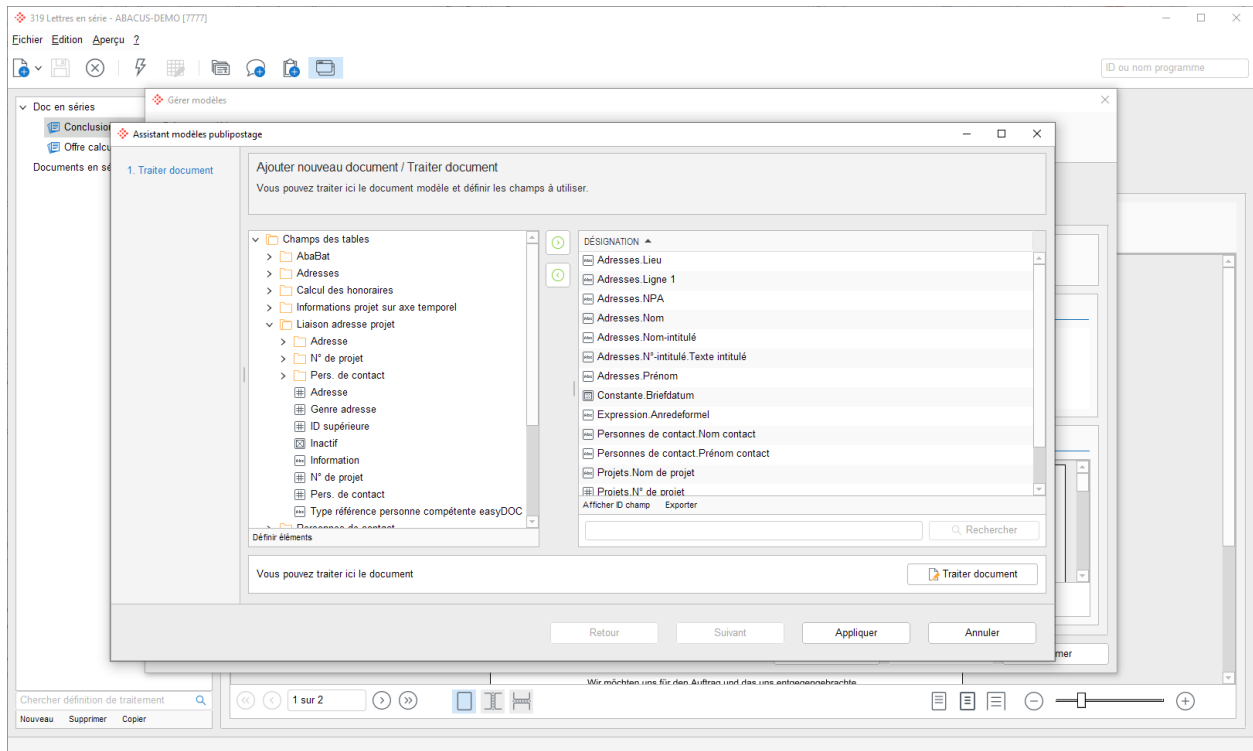 319 Lettres en série - ABACUS-DEMO [7777]
Fichier Edition Aperçu ?
ID ou nom programme
Doc en séries
Conclusion
Offre calcu
Documents en sé
Gérer modèles
Assistant modèles publipostage
1. Traiter document
Ajouter nouveau document / Traiter document
Vous pouvez traiter ici le document modèle et définir les champs à utiliser.
Champs des tables
AbaBat
Adresses
Calcul des honoraires
Informations projet sur axe temporel
Liaison adresse projet
Adresse
N° de projet
Pers. de contact
Adresse
Genre adresse
ID supérieure
Inactif
Information
N° de projet
Pers. de contact
Type référence personne compétente easyDOC
Personnes de contact
Définir éléments
DÉSIGNATION
Adresses.Lieu
Adresses.Ligne 1
Adresses.NPA
Adresses.Nom
Adresses.Nom-intitulé
Adresses.N°-intitulé.Texte intitulé
Adresses.Prénom
Constante.Briefdatum
Expression.Anredeformel
Personnes de contact.Nom contact
Personnes de contact.Prénom contact
Projets.Nom de projet
Projets.N° de projet
Afficher ID champ Exporter
Rechercher
Vous pouvez traiter ici le document
Traiter document
Retour Suivant Appliquer Annuler
mer
Wir möchten uns für den Auftrag und das uns entgegengebrachte
Chercher définition de traitement
Nouveau Supprimer Copier
1 sur 2